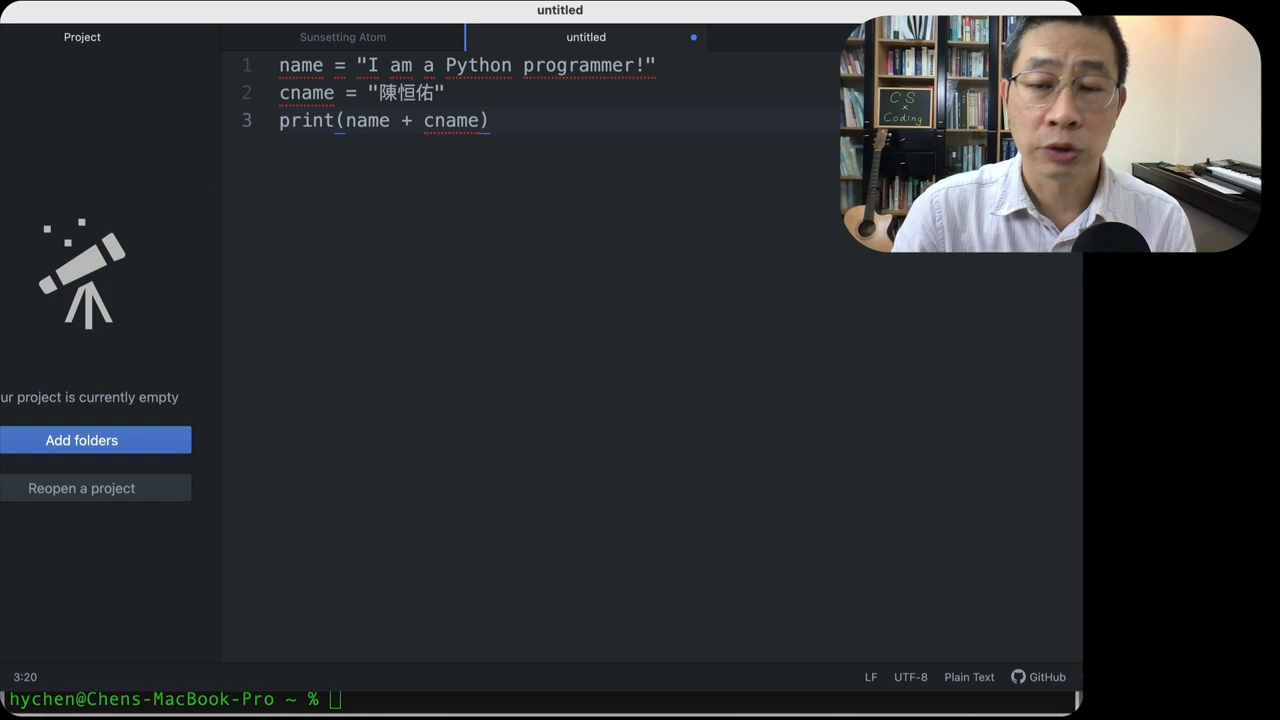 untitled
Project
Sunsetting Atom
untitled
1 name = "I am a Python programmer!"
2 cname = "陳恒佑"
3 print(name + cname)
CS
x
Coding
ur project is currently empty
Add folders
Reopen a project
3:20
LF
UTF-8
Plain Text
GitHub
hychen@Chens-MacBook-Pro ~ %